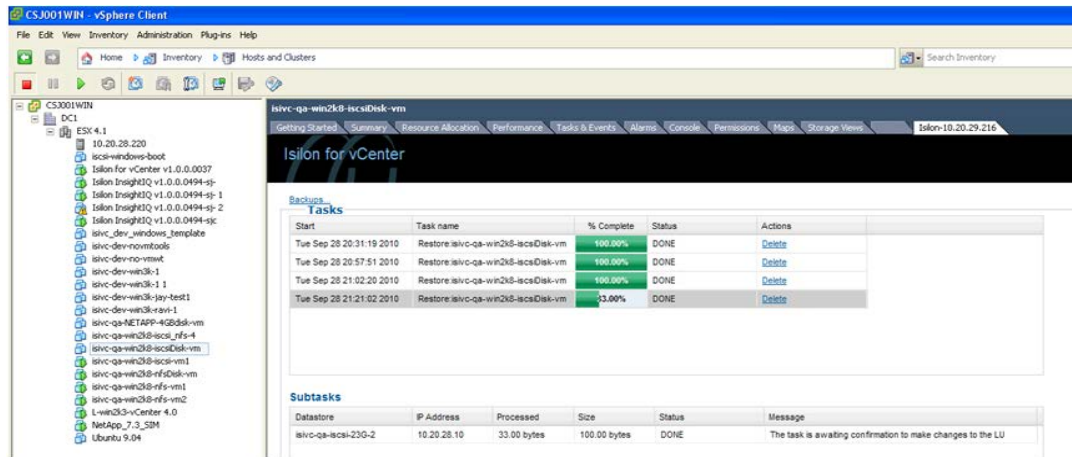 CSJ001WIN - vSphere Client
File Edit View Inventory Administration Plug-ins Help
Home Inventory Hosts and Clusters
Search Inventory
CSJ001WIN
DC1
ESX 4.1
10.20.28.220
iscsi-windows-boot
Isilon for vCenter v1.0.0.0037
Isilon InsightIQ v1.0.0.0494-sj-
Isilon InsightIQ v1.0.0.0494-sj- 1
Isilon InsightIQ v1.0.0.0494-sj- 2
Isilon InsightIQ v1.0.0.0494-sjc
isivc_dev_windows_template
isivc-dev-novmtools
isivc-dev-no-vmwt
isivc-dev-win3k-1
isivc-dev-win3k-1 1
isivc-dev-win3k-jay-test1
isivc-dev-win3k-ravi-1
isivc-qa-NETAPP-4GBdisk-vm
isivc-qa-win2k8-iscsi_nfs-4
isivc-qa-win2k8-iscsiDisk-vm
isivc-qa-win2k8-iscsi-vm1
isivc-qa-win2k8-nfsDisk-vm
isivc-qa-win2k8-nfs-vm1
isivc-qa-win2k8-nfs-vm2
L-win2k3-vCenter 4.0
NetApp_7.3_SIM
Ubuntu 9.04
isivc-qa-win2k8-iscsiDisk-vm
Getting Started Summary Resource Allocation Performance Tasks & Events Alarms Console Permissions Maps Storage Views Isilon-10.20.29.216
Isilon for vCenter
Backups
Tasks
Start Task name % Complete Status Actions
Tue Sep 28 20:31:19 2010 Restore:isivc-qa-win2k8-iscsiDisk-vm 100.00% DONE Delete
Tue Sep 28 20:57:51 2010 Restore:isivc-qa-win2k8-iscsiDisk-vm 100.00% DONE Delete
Tue Sep 28 21:02:20 2010 Restore:isivc-qa-win2k8-iscsiDisk-vm 100.00% DONE Delete
Tue Sep 28 21:21:02 2010 Restore:isivc-qa-win2k8-iscsiDisk-vm 33.00% DONE Delete
Subtasks
Datastore IP Address Processed Size Status Message
isivc-qa-iscsi-23G-2 10.20.28.10 33.00 bytes 100.00 bytes DONE The task is awaiting confirmation to make changes to the LU